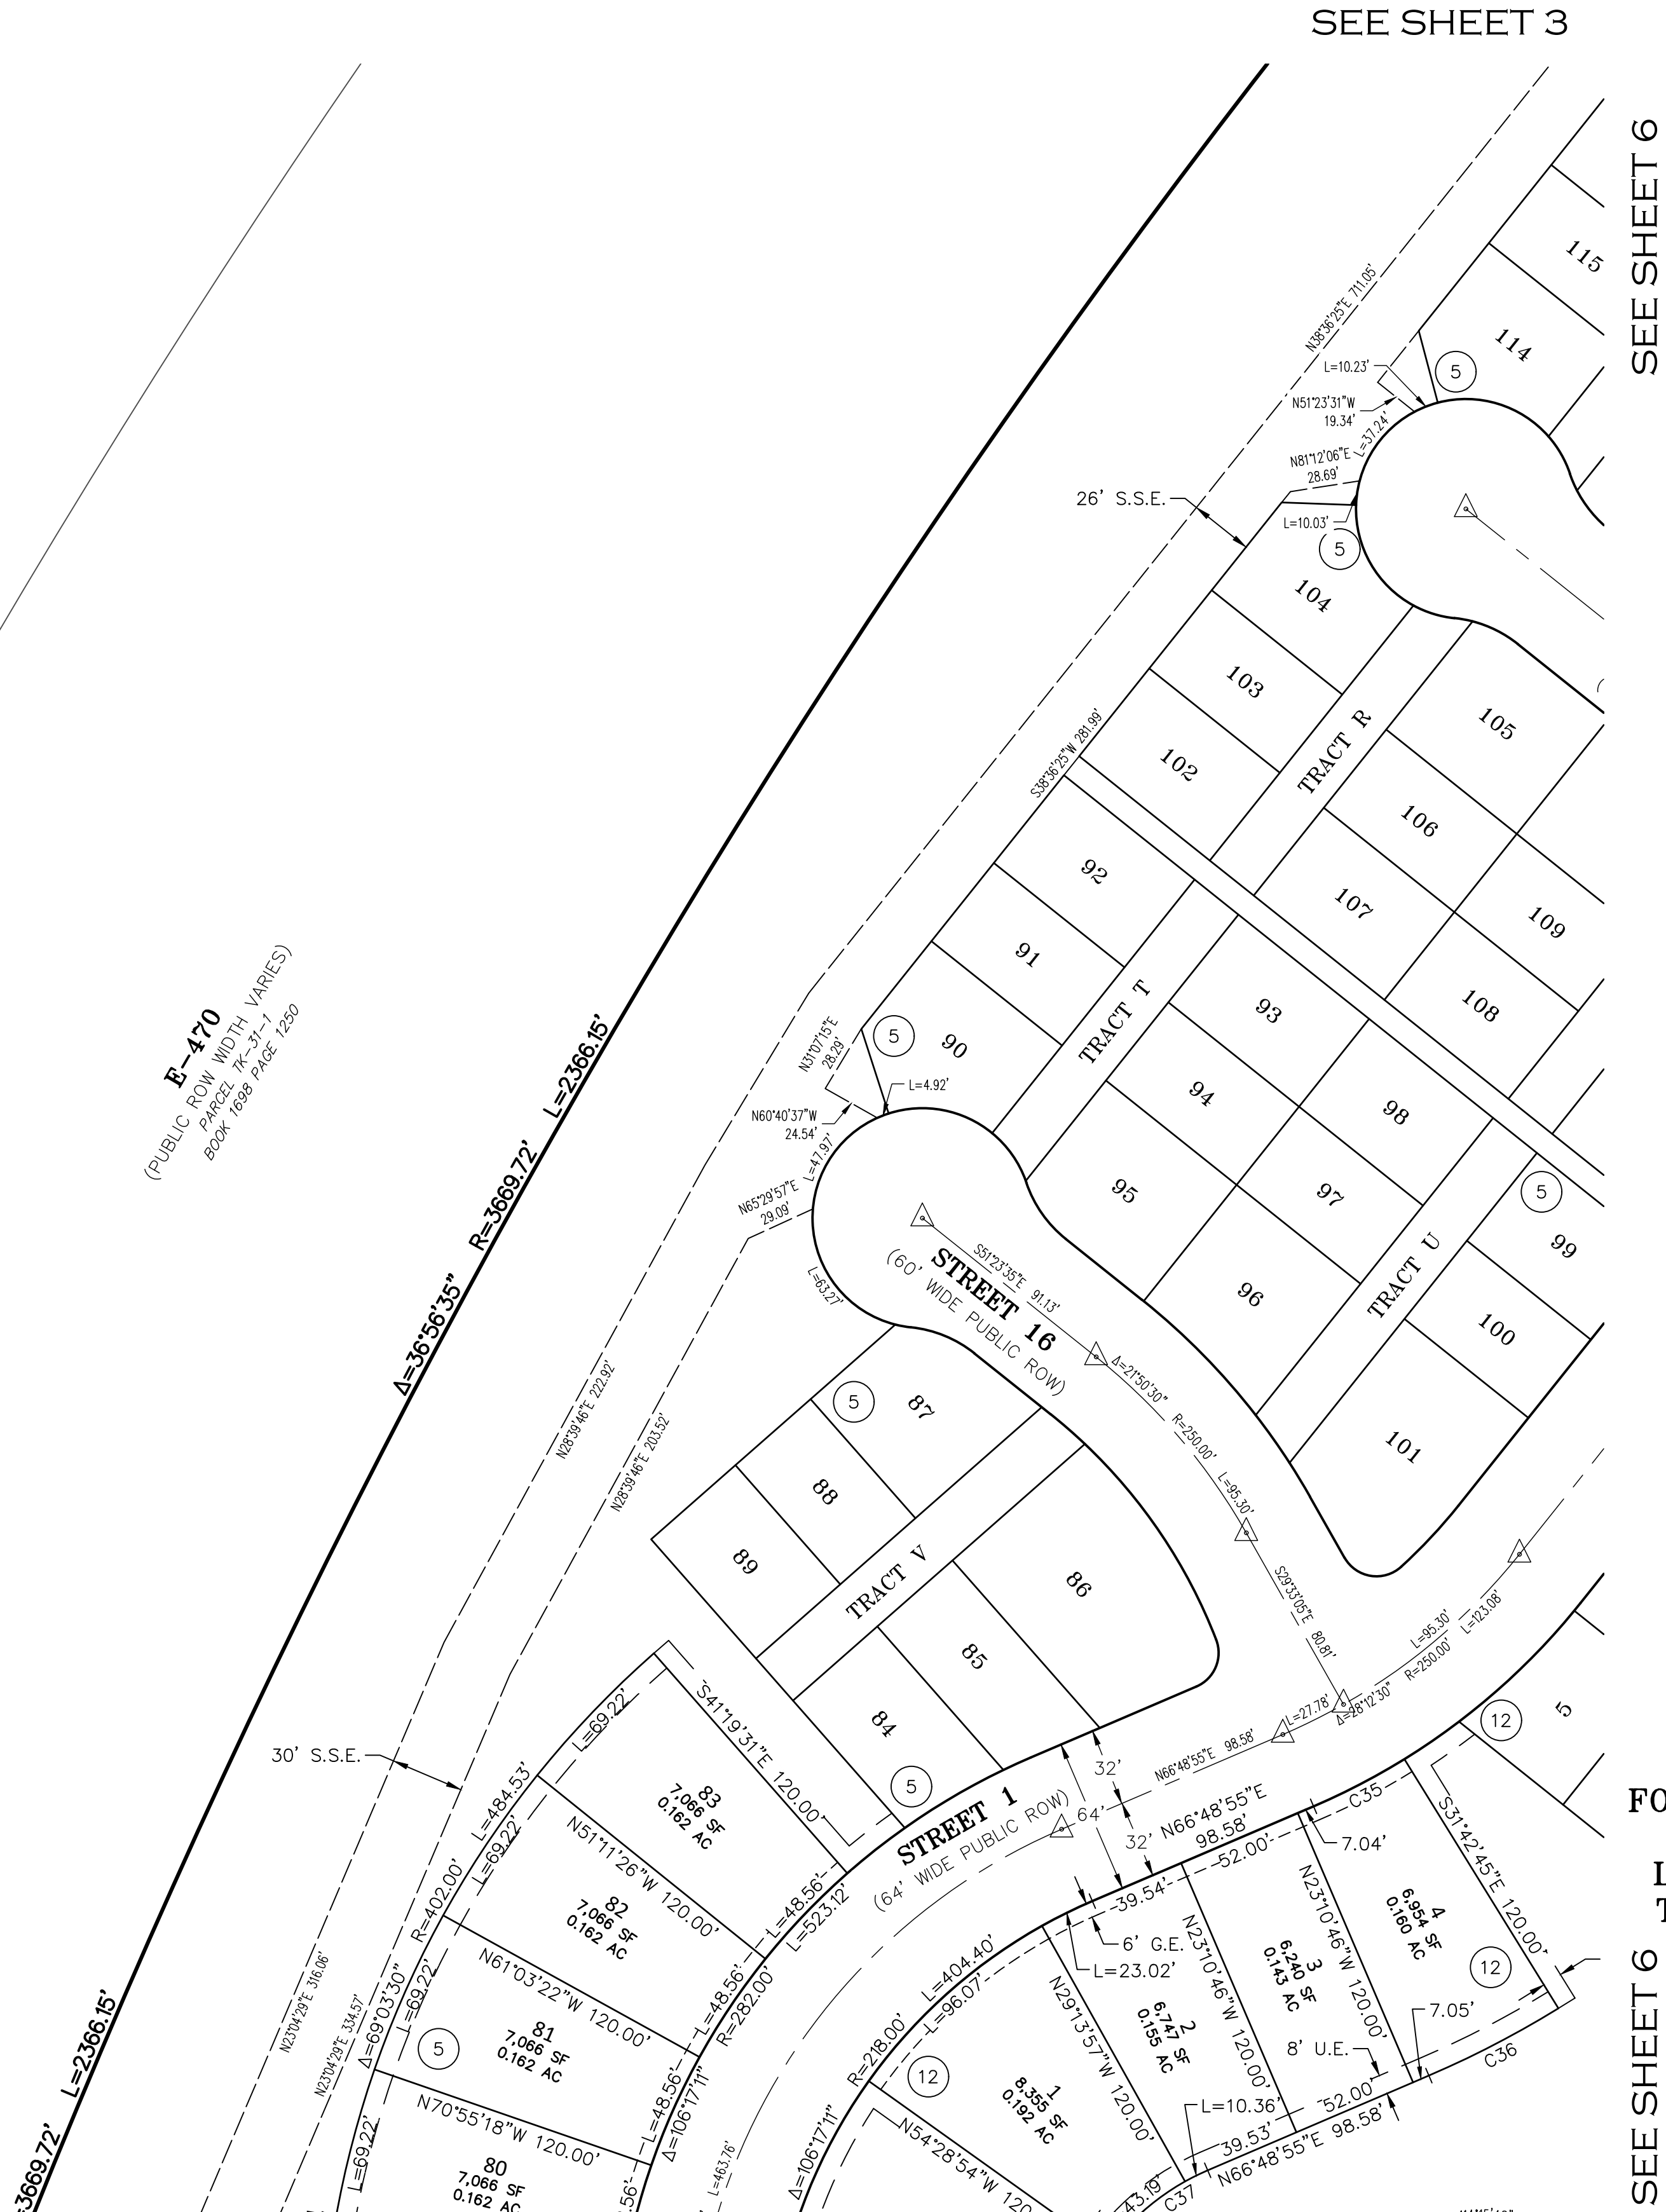 SEE SHEET 3
SEE SHEET 6
115
114
N38°36'25"E 711.05'
L=10.23'
5
N51°23'31"W
19.34'
L=37.24'
N81°12'06"E
28.69'
26' S.S.E.
L=10.03'
5
104
103
102
TRACT R
105
106
107
109
108
S38°36'25"W 281.99'
92
91
90
5
TRACT T
93
94
95
98
97
96
TRACT U
5
99
100
101
E-470
(PUBLIC ROW WIDTH VARIES)
PARCEL TK-31-1
BOOK 1698 PAGE 1250
Δ=36°56'35" R=3669.72' L=2366.15'
N31°07'15"E
28.29'
L=4.92'
N60°40'37"W
24.54'
L=47.97'
N65°29'57"E
29.09'
L=63.27'
S51°23'35"E 91.13'
STREET 16
(60' WIDE PUBLIC ROW)
Δ=21°50'30" R=250.00' L=95.30'
S29°33'05"E 80.81'
N28°39'46"E 222.92'
N28°39'46"E 203.52'
5
87
88
89
TRACT V
86
85
84
5
L=95.30'
L=123.08'
R=250.00'
Δ=28°12'30"
L=27.78'
N66°48'55"E 98.58'
12
5
30' S.S.E.
L=69.22'
S41°19'31"E 120.00'
83
7,066 SF
0.162 AC
L=484.53'
L=69.22'
N51°11'26"W 120.00'
82
7,066 SF
0.162 AC
R=402.00'
N61°03'22"W 120.00'
L=69.22'
Δ=69°03'30"
81
7,066 SF
0.162 AC
5
N70°55'18"W 120.00'
L=69.22'
80
7,066 SF
0.162 AC
N23°04'29"E 316.06'
N23°04'29"E 334.57'
L=2366.15'
3669.72'
L=48.56'
L=523.12'
L=48.56'
R=282.00'
L=48.56'
Δ=106°17'11"
.56'
STREET 1
(64' WIDE PUBLIC ROW)
32'
64'
32'
N66°48'55"E
98.58'
C35
7.04'
52.00'
39.54'
6' G.E.
L=23.02'
L=404.40'
L=96.07'
R=218.00'
Δ=106°17'11"
L=463.76'
12
1
8,355 SF
0.192 AC
N54°28'54"W 120
N29°13'57"W 120.00'
2
6,747 SF
0.155 AC
N23°10'46"W 120.00'
3
6,240 SF
0.143 AC
N23°10'46"W 120.00'
4
6,954 SF
0.160 AC
S31°42'45"E 120.00'
12
7.05'
8' U.E.
C36
52.00'
L=10.36'
39.53'
N66°48'55"E 98.58'
43.19'
C37
FO
L
T
SEE SHEET 6